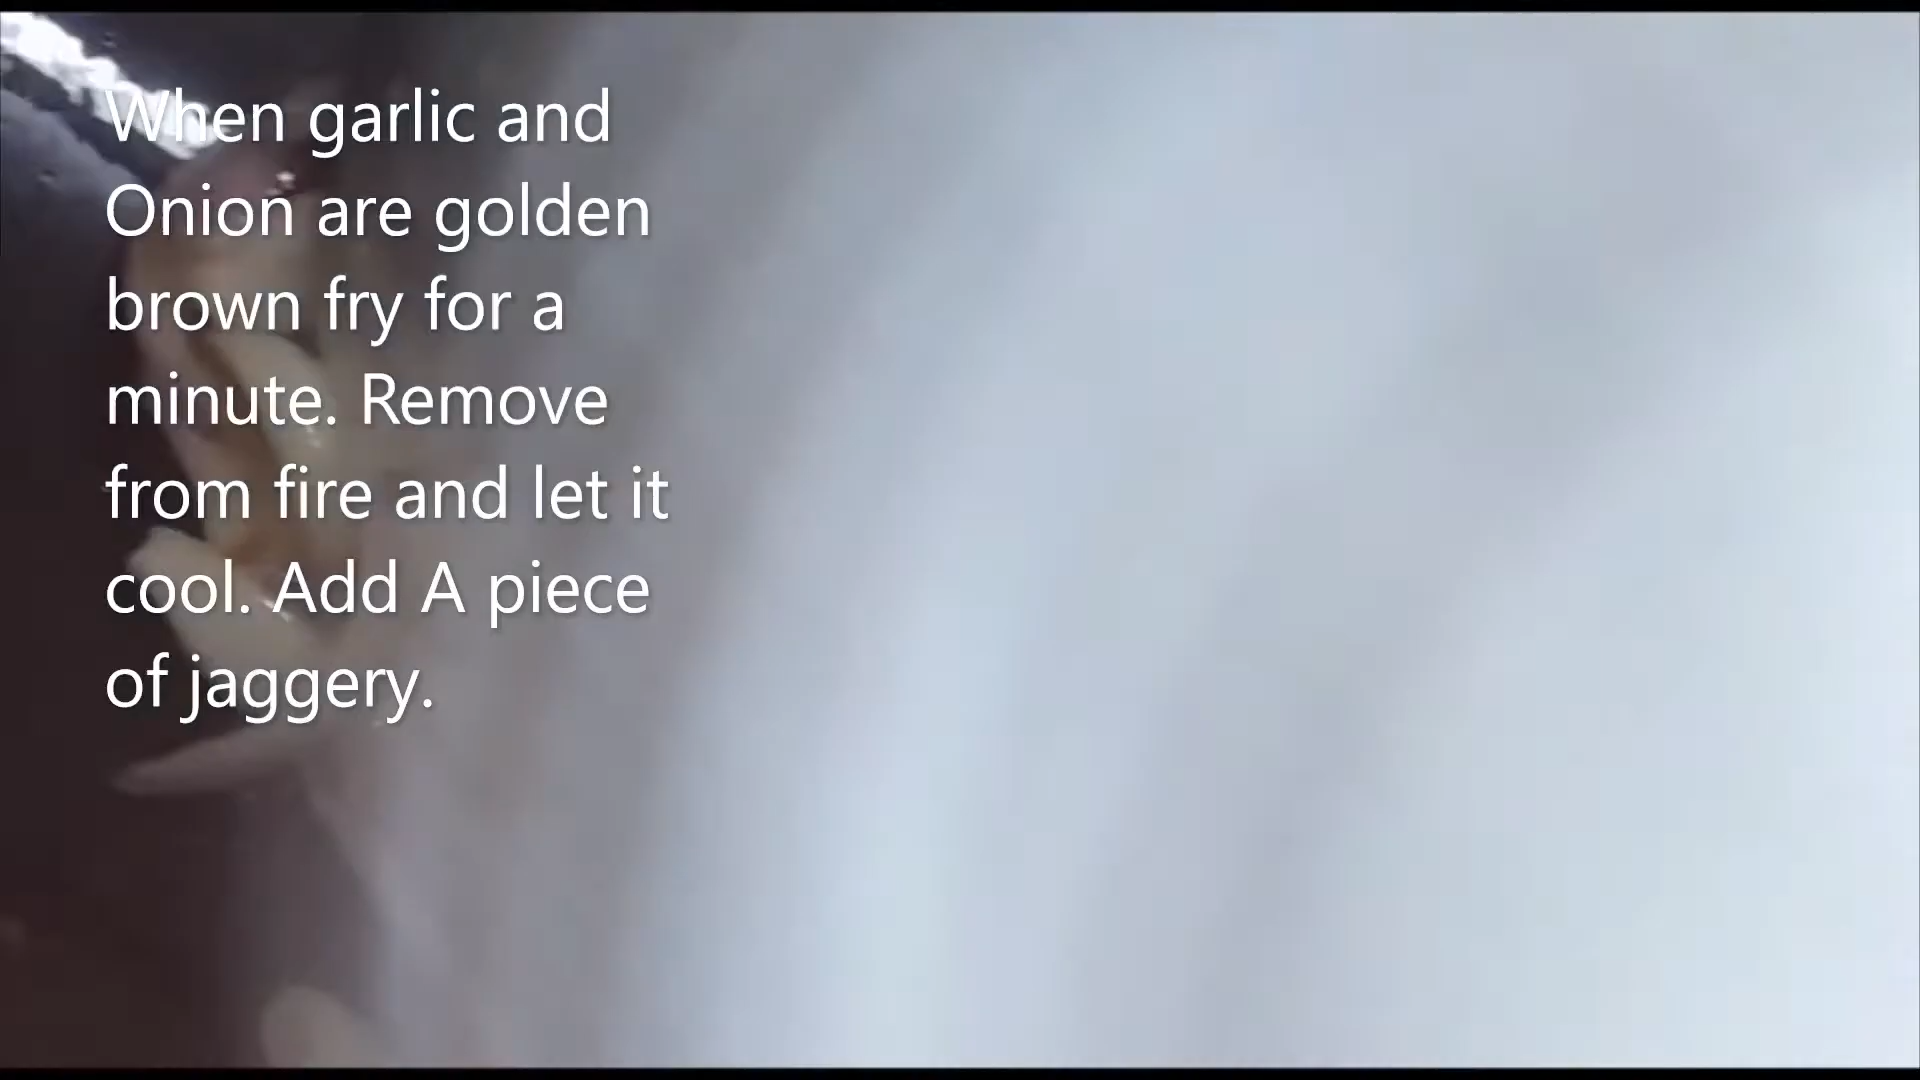 When garlic and
Onion are golden
brown fry for a
minute. Remove
from fire and let it
cool. Add A piece
of jaggery.